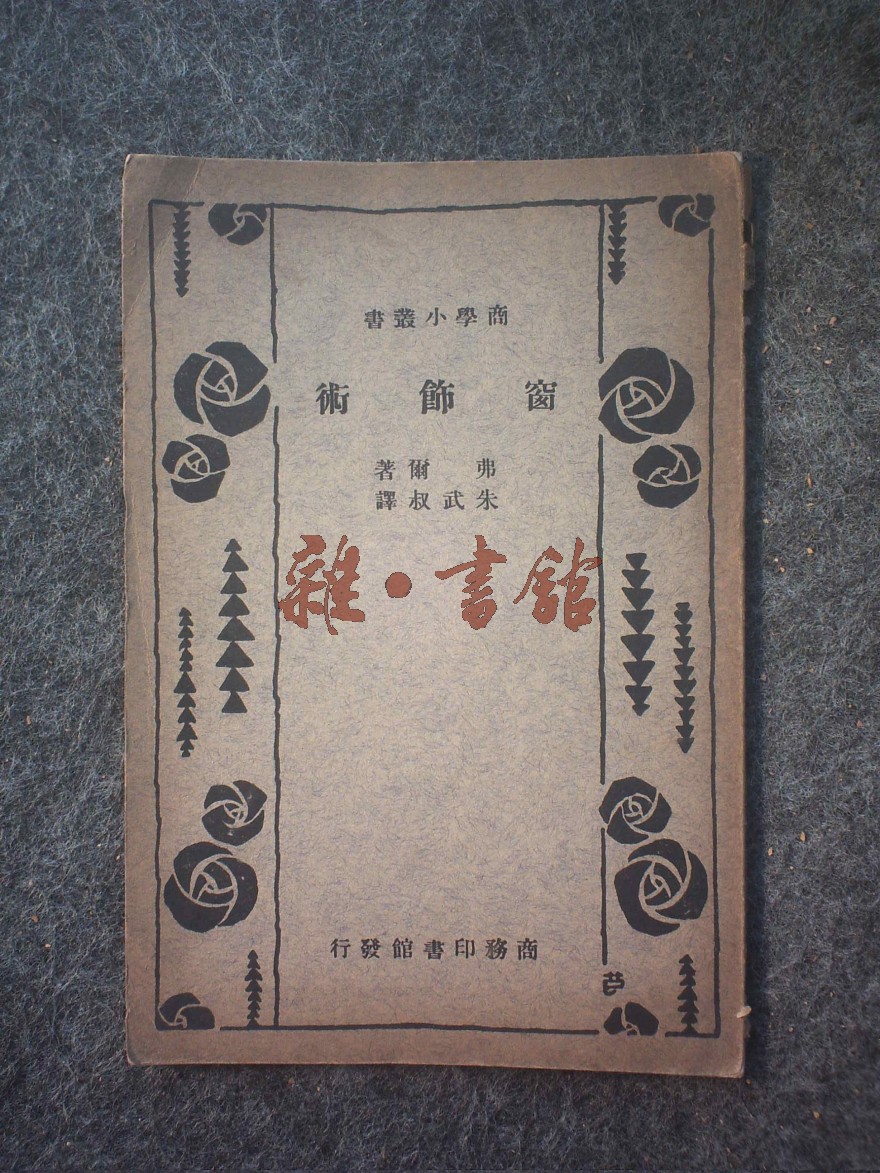 商學小叢書
窗飾術
弗爾著
朱武叔譯
雜·書館
商務印書館發行